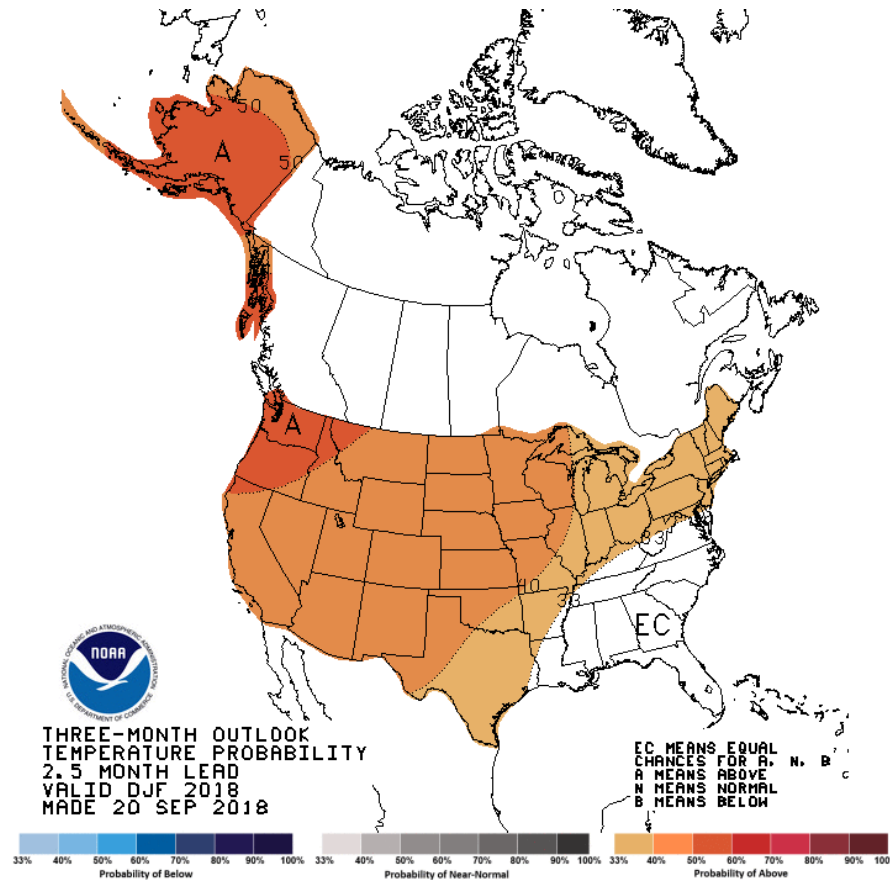 50
A
50
A
33
40
33
EC
NATIONAL OCEANIC AND ATMOSPHERIC ADMINISTRATION
NOAA
U.S. DEPARTMENT OF COMMERCE
THREE-MONTH OUTLOOK
TEMPERATURE PROBABILITY
2.5 MONTH LEAD
VALID DJF 2018
MADE 20 SEP 2018
EC MEANS EQUAL
CHANCES FOR A, N, B
A MEANS ABOVE
N MEANS NORMAL
B MEANS BELOW
33% 40% 50% 60% 70% 80% 90% 100%
Probability of Below
33% 40% 50% 60% 70% 80% 90% 100%
Probability of Near-Normal
33% 40% 50% 60% 70% 80% 90% 100%
Probability of Above